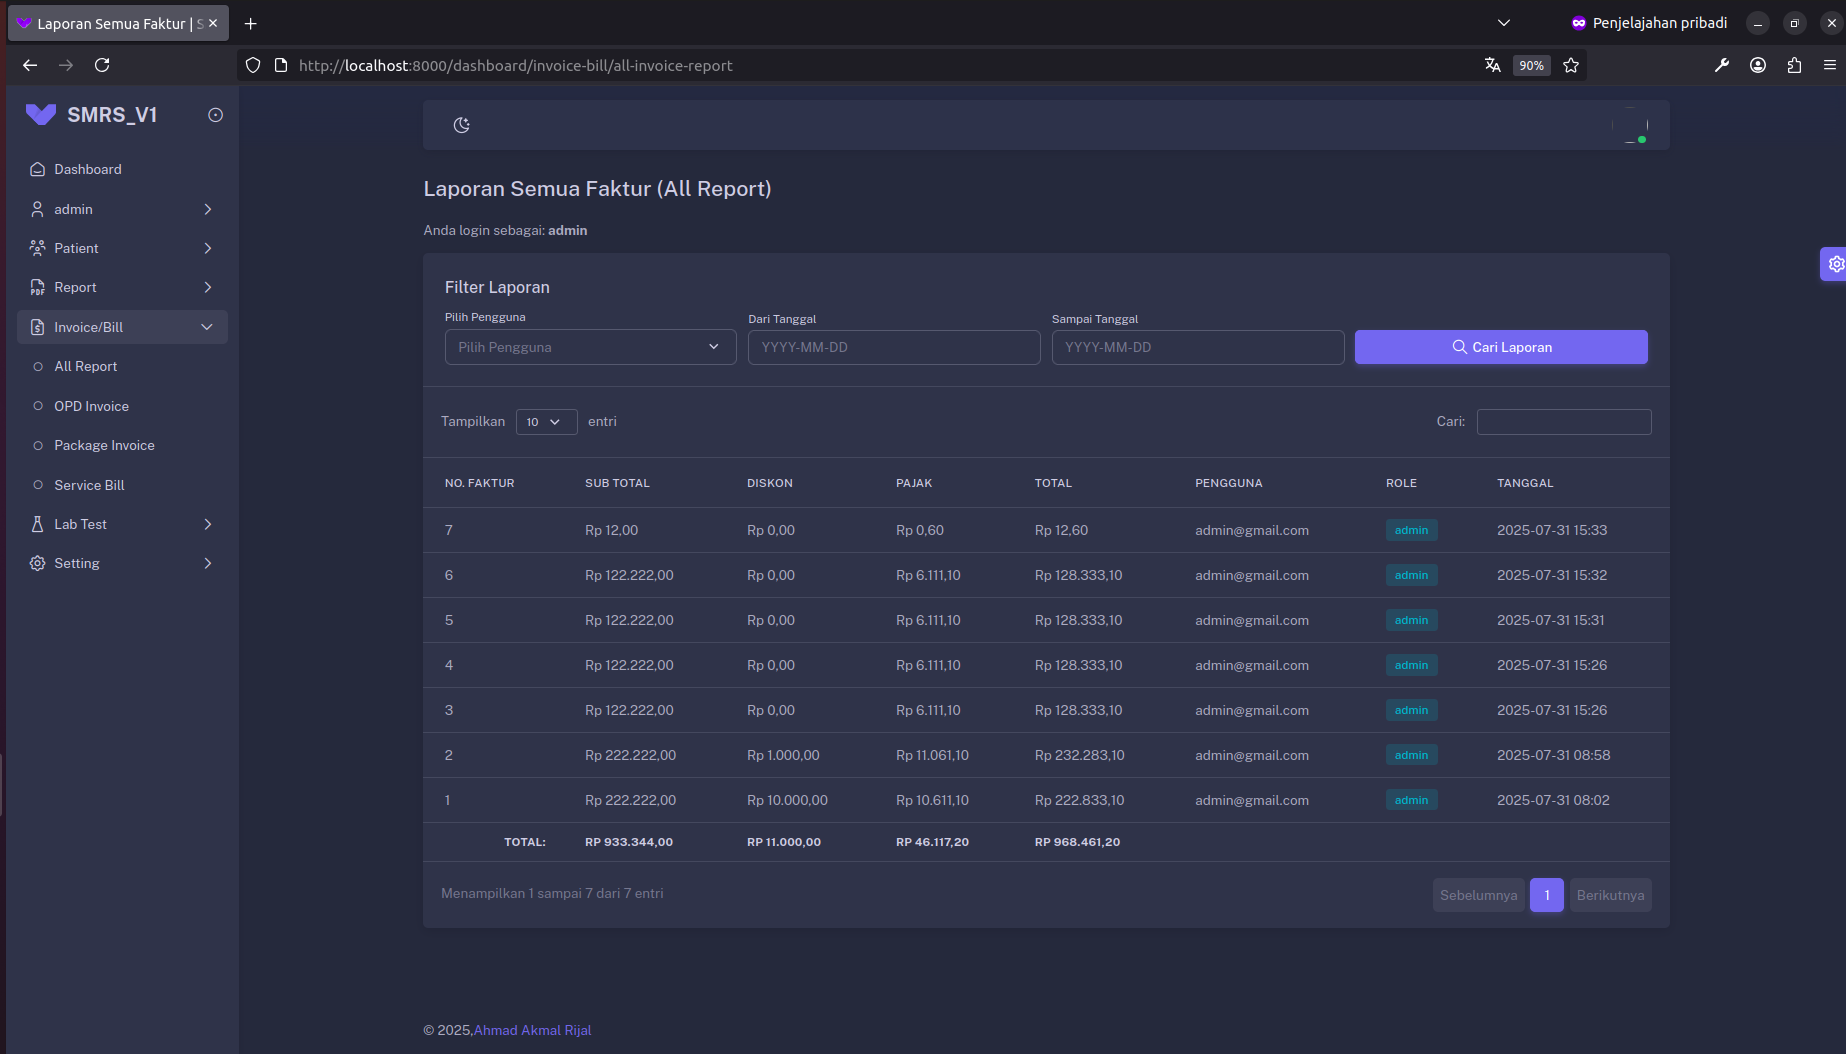 Laporan Semua Faktur | S
Penjelajahan pribadi
http://localhost:8000/dashboard/invoice-bill/all-invoice-report
90%
SMRS_V1
Dashboard
admin
Patient
Report
Invoice/Bill
All Report
OPD Invoice
Package Invoice
Service Bill
Lab Test
Setting
Laporan Semua Faktur (All Report)
Anda login sebagai: admin
Filter Laporan
Pilih Pengguna Dari Tanggal Sampai Tanggal
Pilih Pengguna YYYY-MM-DD YYYY-MM-DD Cari Laporan
Tampilkan 10 entri Cari:
NO. FAKTUR SUB TOTAL DISKON PAJAK TOTAL PENGGUNA ROLE TANGGAL
7 Rp 12,00 Rp 0,00 Rp 0,60 Rp 12,60 admin@gmail.com admin 2025-07-31 15:33
6 Rp 122.222,00 Rp 0,00 Rp 6.111,10 Rp 128.333,10 admin@gmail.com admin 2025-07-31 15:32
5 Rp 122.222,00 Rp 0,00 Rp 6.111,10 Rp 128.333,10 admin@gmail.com admin 2025-07-31 15:31
4 Rp 122.222,00 Rp 0,00 Rp 6.111,10 Rp 128.333,10 admin@gmail.com admin 2025-07-31 15:26
3 Rp 122.222,00 Rp 0,00 Rp 6.111,10 Rp 128.333,10 admin@gmail.com admin 2025-07-31 15:26
2 Rp 222.222,00 Rp 1.000,00 Rp 11.061,10 Rp 232.283,10 admin@gmail.com admin 2025-07-31 08:58
1 Rp 222.222,00 Rp 10.000,00 Rp 10.611,10 Rp 222.833,10 admin@gmail.com admin 2025-07-31 08:02
TOTAL: RP 933.344,00 RP 11.000,00 RP 46.117,20 RP 968.461,20
Menampilkan 1 sampai 7 dari 7 entri Sebelumnya 1 Berikutnya
© 2025,Ahmad Akmal Rijal